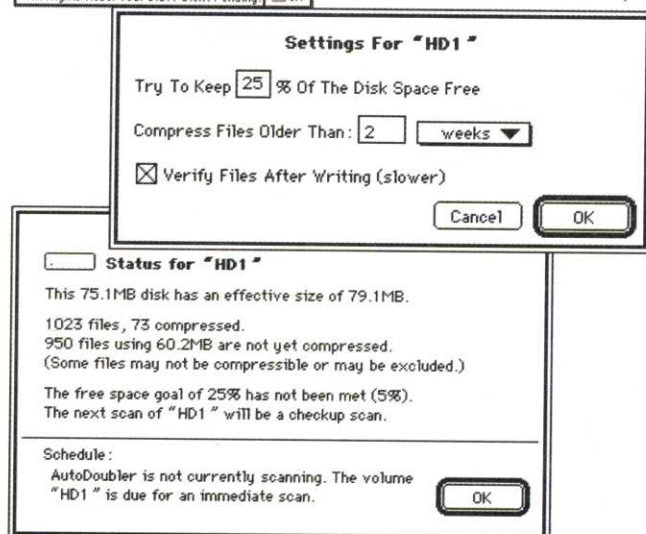 Settings For "HD1"
Try To Keep 25 % Of The Disk Space Free
Compress Files Older Than: 2 weeks
Verify Files After Writing (slower)
Cancel OK
Status for "HD1"
This 75.1MB disk has an effective size of 79.1MB.
1023 files, 73 compressed.
950 files using 60.2MB are not yet compressed.
(Some files may not be compressible or may be excluded.)
The free space goal of 25% has not been met (5%).
The next scan of "HD1" will be a checkup scan.
Schedule:
AutoDoubler is not currently scanning. The volume
"HD1" is due for an immediate scan.
OK